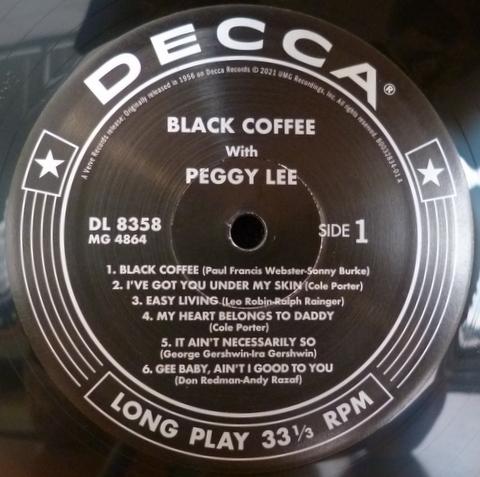 DECCA®
A Verve Records release: Originally released in 1956 on Decca Records © 2021 UMG Recordings, Inc. All rights reserved. B0032834-01 A
BLACK COFFEE
With
PEGGY LEE
DL 8358
MG 4864
SIDE 1
1. BLACK COFFEE (Paul Francis Webster-Sonny Burke)
2. I'VE GOT YOU UNDER MY SKIN (Cole Porter)
3. EASY LIVING (Leo Robin-Ralph Rainger)
4. MY HEART BELONGS TO DADDY
(Cole Porter)
5. IT AIN'T NECESSARILY SO
(George Gershwin-Ira Gershwin)
6. GEE BABY, AIN'T I GOOD TO YOU
(Don Redman-Andy Razaf)
LONG PLAY 33⅓ RPM